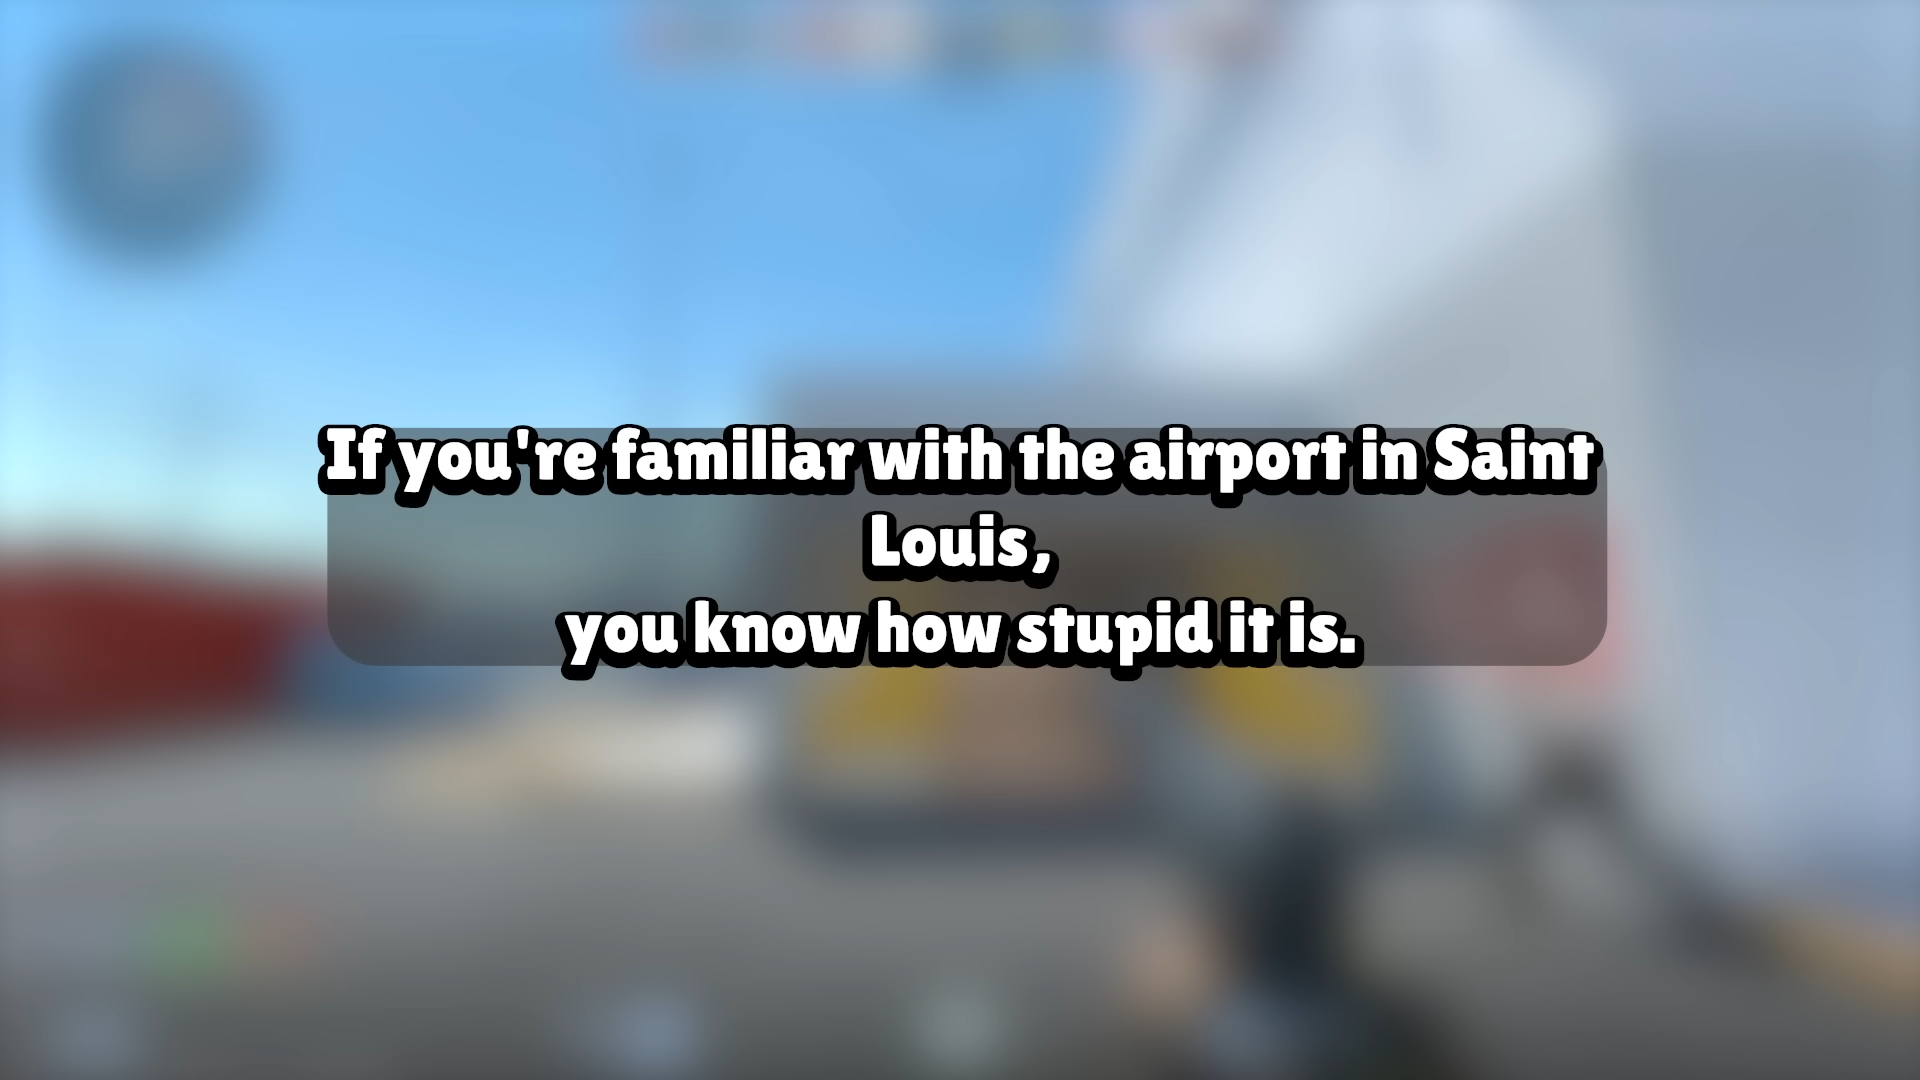 If you're familiar with the airport in Saint
Louis,
you know how stupid it is.